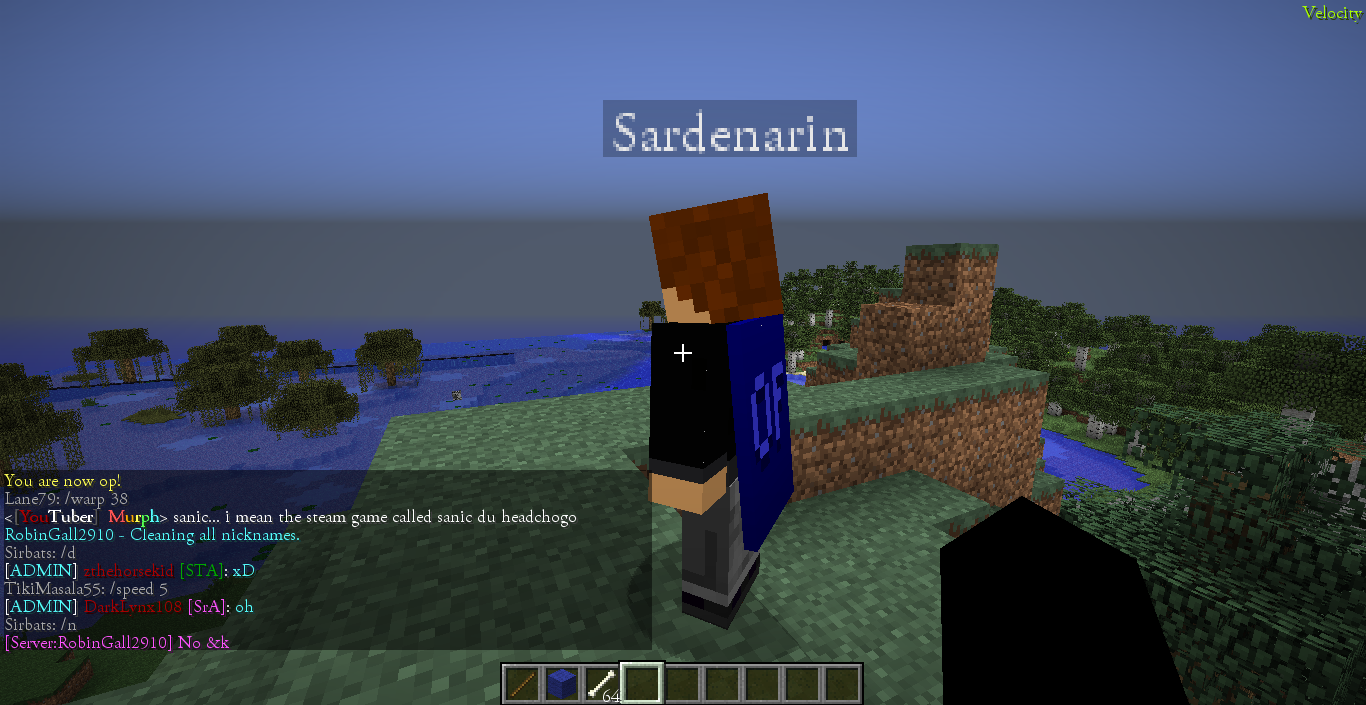 Velocity
Sardenarin
of
You are now op!
Lane79: /warp 38
<[YouTuber] Murph> sanic... i mean the steam game called sanic du headchogo
RobinGall2910 - Cleaning all nicknames.
Sirbats: /d
[ADMIN] zthehorsekid [STA]: xD
TikiMasala55: /speed 5
[ADMIN] DarkLynx108 [SrA]: oh
Sirbats: /n
[Server:RobinGall2910] No &k
64